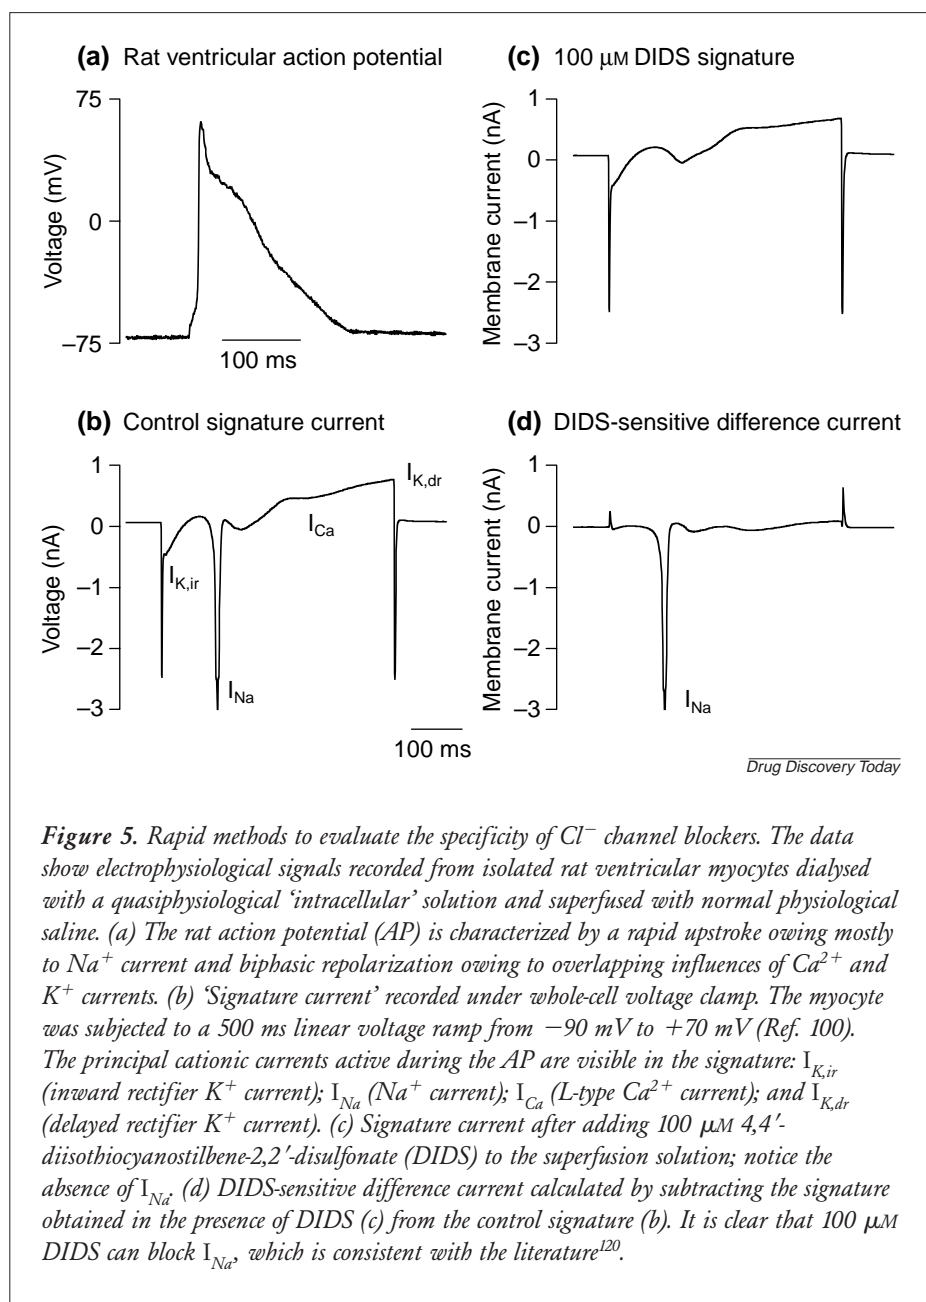 (a) Rat ventricular action potential
75
0
−75
Voltage (mV)
100 ms
(c) 100 μM DIDS signature
1
0
−1
−2
−3
Membrane current (nA)
(b) Control signature current
1
0
−1
−2
−3
Voltage (nA)
I_K,ir
I_Na
I_Ca
I_K,dr
100 ms
(d) DIDS-sensitive difference current
1
0
−1
−2
−3
Membrane current (nA)
I_Na
Drug Discovery Today
Figure 5. Rapid methods to evaluate the specificity of Cl⁻ channel blockers. The data
show electrophysiological signals recorded from isolated rat ventricular myocytes dialysed
with a quasiphysiological ‘intracellular’ solution and superfused with normal physiological
saline. (a) The rat action potential (AP) is characterized by a rapid upstroke owing mostly
to Na⁺ current and biphasic repolarization owing to overlapping influences of Ca²⁺ and
K⁺ currents. (b) ‘Signature current’ recorded under whole-cell voltage clamp. The myocyte
was subjected to a 500 ms linear voltage ramp from −90 mV to +70 mV (Ref. 100).
The principal cationic currents active during the AP are visible in the signature: I_K,ir
(inward rectifier K⁺ current); I_Na (Na⁺ current); I_Ca (L-type Ca²⁺ current); and I_K,dr
(delayed rectifier K⁺ current). (c) Signature current after adding 100 μM 4,4′-
diisothiocyanostilbene-2,2′-disulfonate (DIDS) to the superfusion solution; notice the
absence of I_Na. (d) DIDS-sensitive difference current calculated by subtracting the signature
obtained in the presence of DIDS (c) from the control signature (b). It is clear that 100 μM
DIDS can block I_Na, which is consistent with the literature¹²⁰.